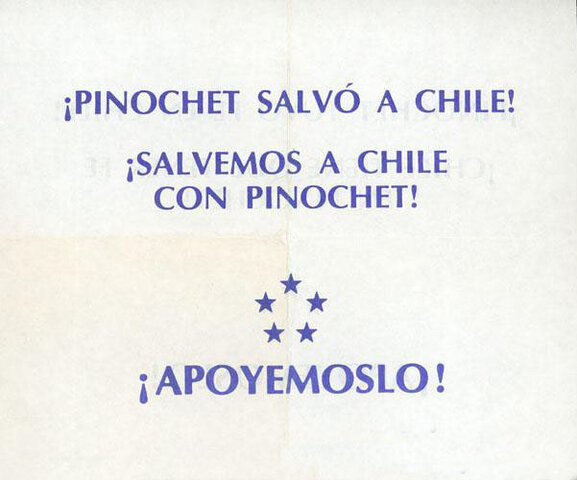 ¡PINOCHET SALVÓ A CHILE!
¡SALVEMOS A CHILE
CON PINOCHET!
¡APOYEMOSLO!